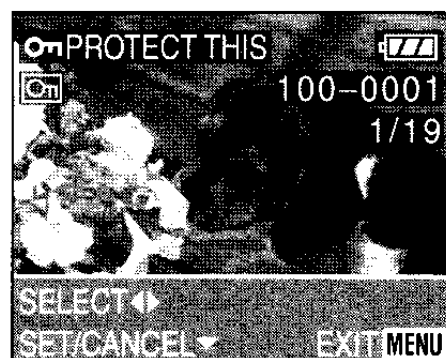 PROTECT THIS
100-0001
1/19
SELECT
SET/CANCEL
EXIT MENU